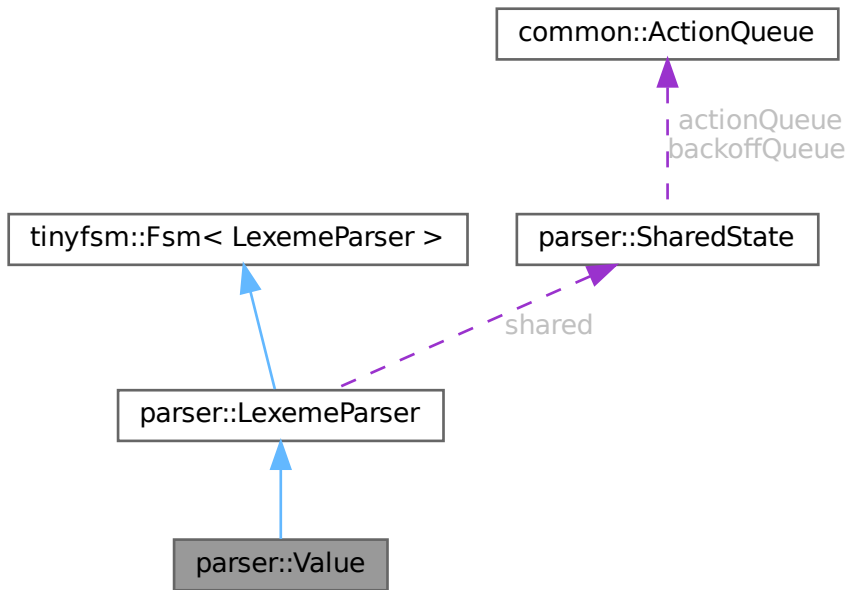 common::ActionQueue
actionQueue
backoffQueue
tinyfsm::Fsm< LexemeParser >
parser::SharedState
shared
parser::LexemeParser
parser::Value